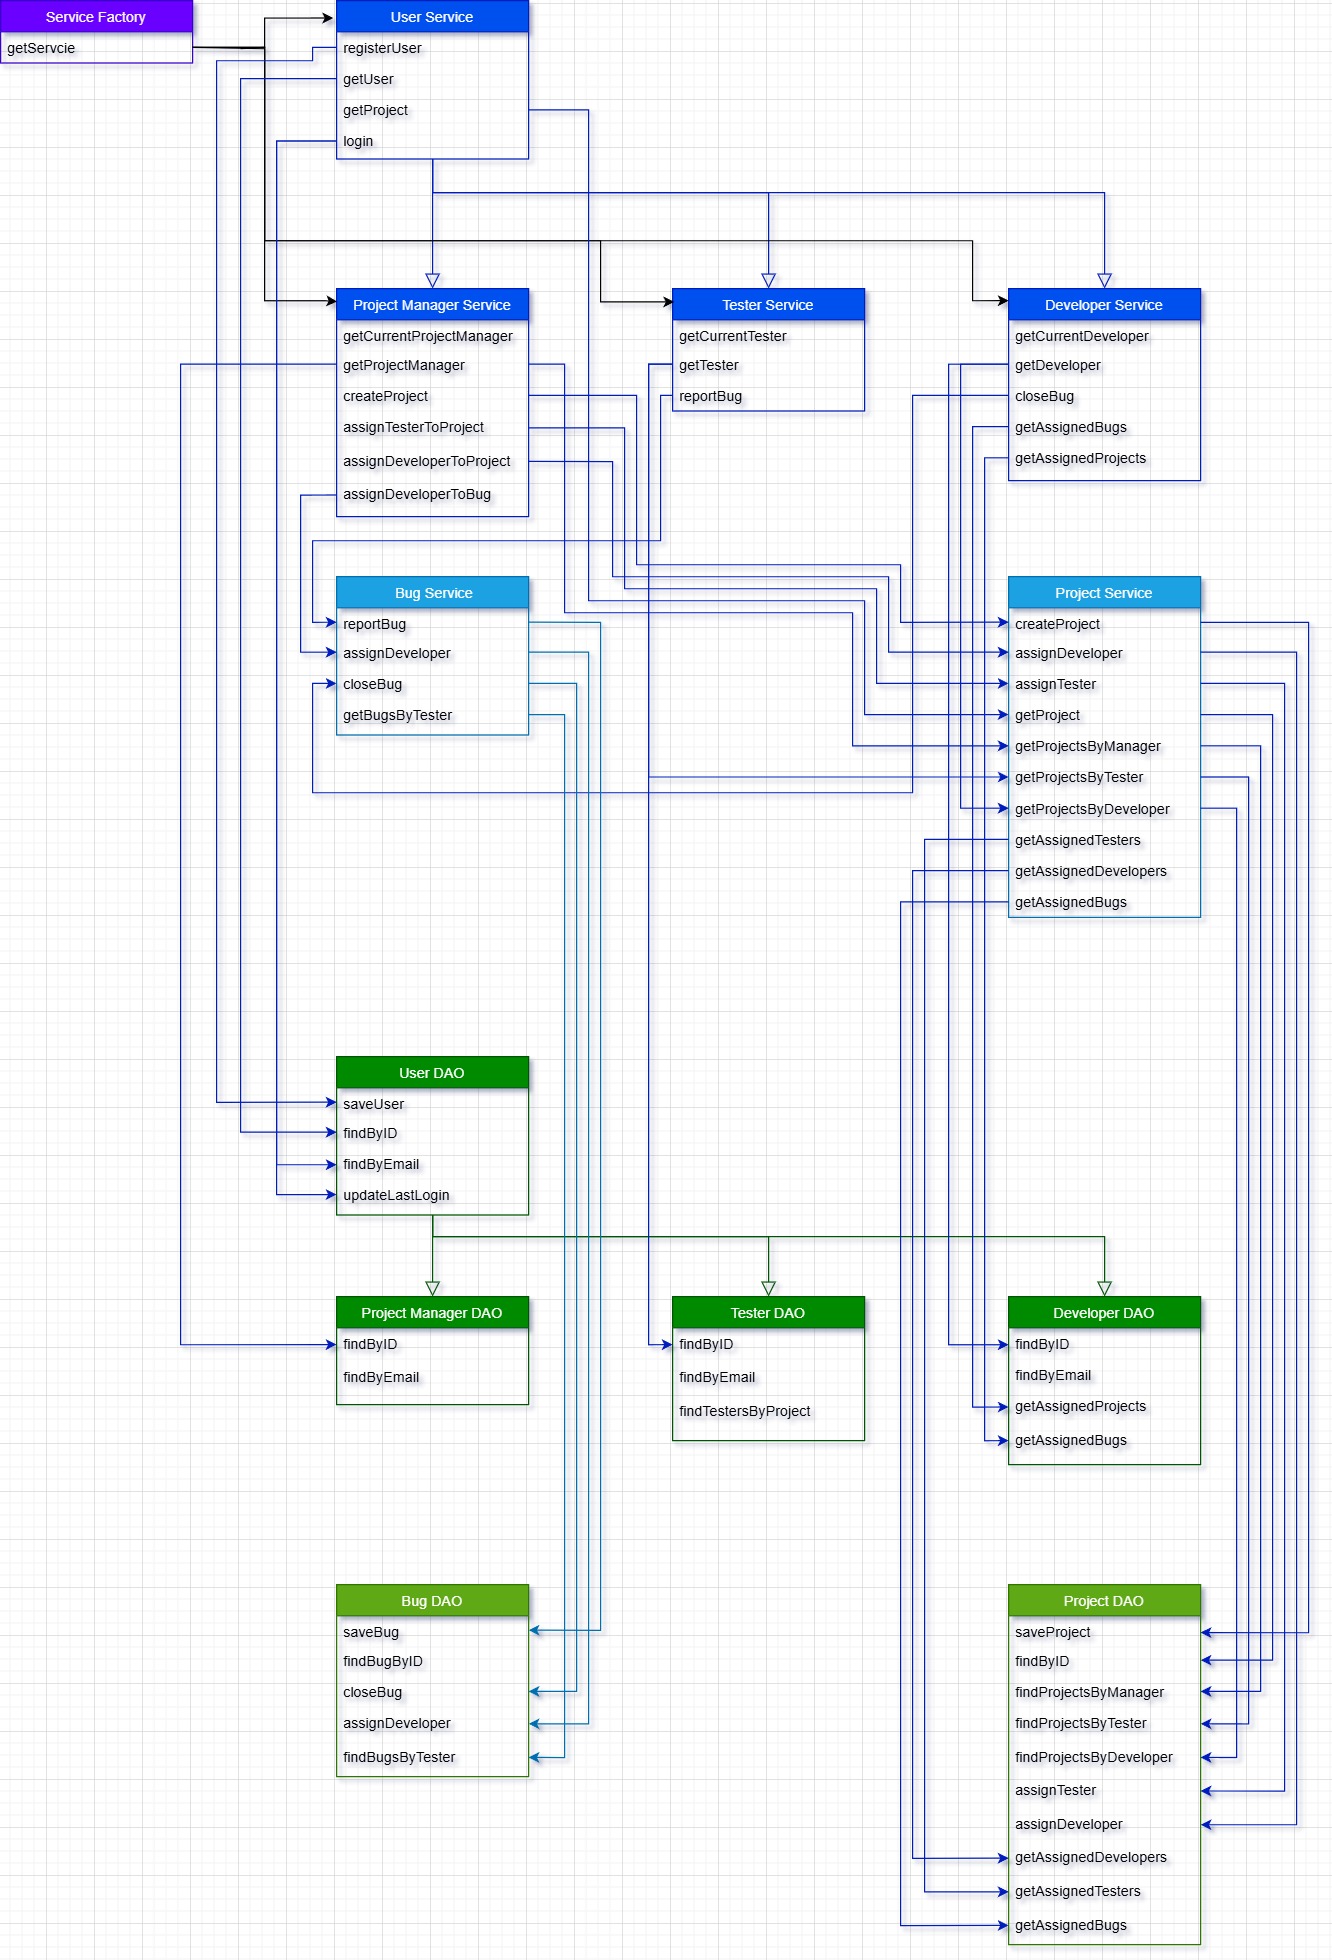 Service Factory
getServcie
User Service
registerUser
getUser
getProject
login
Project Manager Service
getCurrentProjectManager
getProjectManager
createProject
assignTesterToProject
assignDeveloperToProject
assignDeveloperToBug
Tester Service
getCurrentTester
getTester
reportBug
Developer Service
getCurrentDeveloper
getDeveloper
closeBug
getAssignedBugs
getAssignedProjects
Bug Service
reportBug
assignDeveloper
closeBug
getBugsByTester
Project Service
createProject
assignDeveloper
assignTester
getProject
getProjectsByManager
getProjectsByTester
getProjectsByDeveloper
getAssignedTesters
getAssignedDevelopers
getAssignedBugs
User DAO
saveUser
findByID
findByEmail
updateLastLogin
Project Manager DAO
findByID
findByEmail
Tester DAO
findByID
findByEmail
findTestersByProject
Developer DAO
findByID
findByEmail
getAssignedProjects
getAssignedBugs
Bug DAO
saveBug
findBugByID
closeBug
assignDeveloper
findBugsByTester
Project DAO
saveProject
findByID
findProjectsByManager
findProjectsByTester
findProjectsByDeveloper
assignTester
assignDeveloper
getAssignedDevelopers
getAssignedTesters
getAssignedBugs